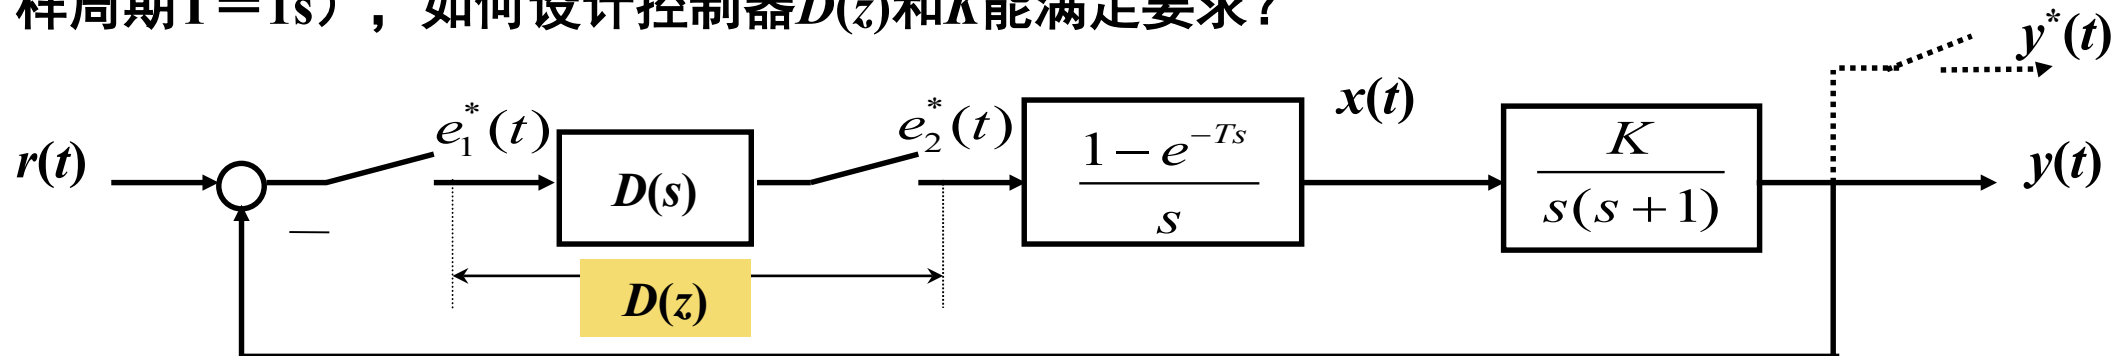 样周期T＝1s），如何设计控制器D(z)和K能满足要求？
y*(t)
r(t)
e₁*(t)
D(s)
e₂*(t)
1−e^{−Ts}
s
x(t)
K
s(s+1)
y(t)
−
D(z)